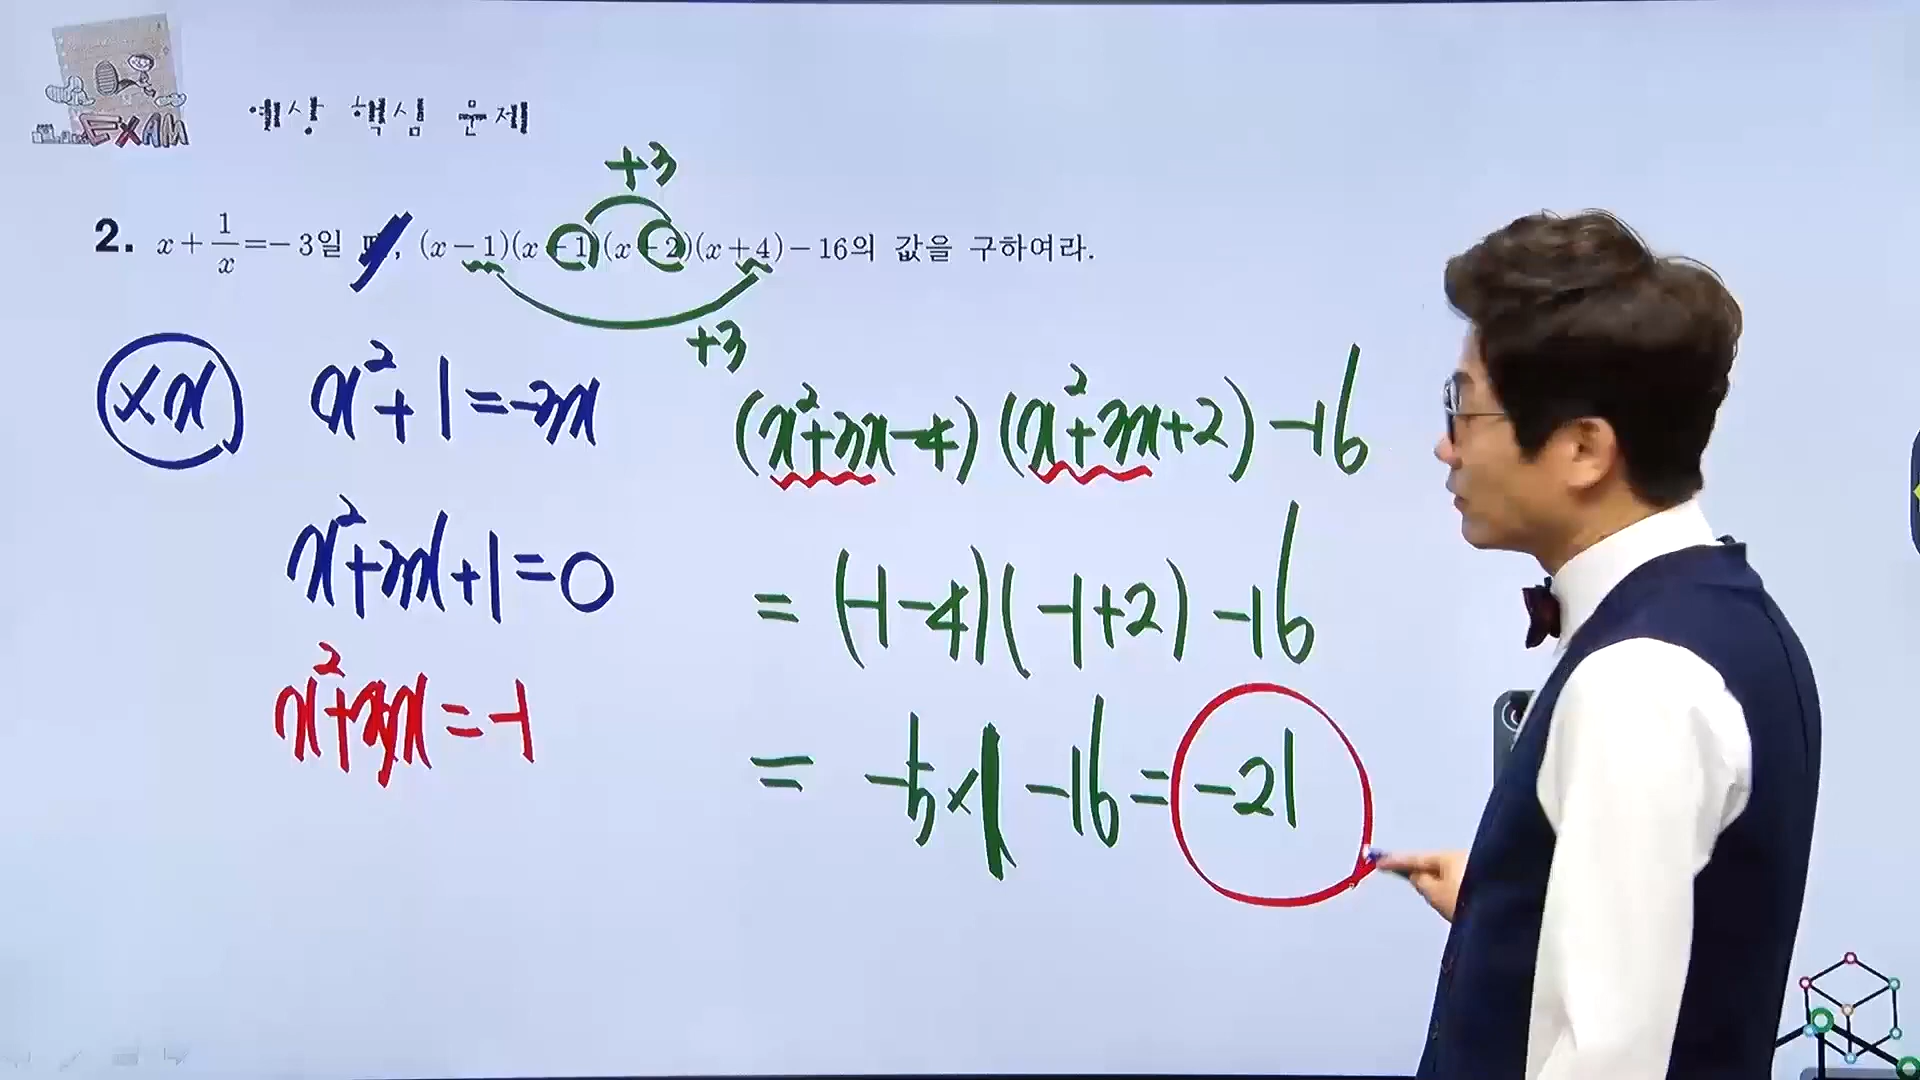 EXAM
예상 핵심 문제
+3
2. x + 1/x = -3일 때, (x-1)(x+1)(x+2)(x+4)-16의 값을 구하여라.
+3
×x x²+1=-3x
(x²+3x-4)(x²+3x+2)-16
x²+3x+1=0
=(-1-4)(-1+2)-16
x²+3x=-1
=-5×1-16=-21